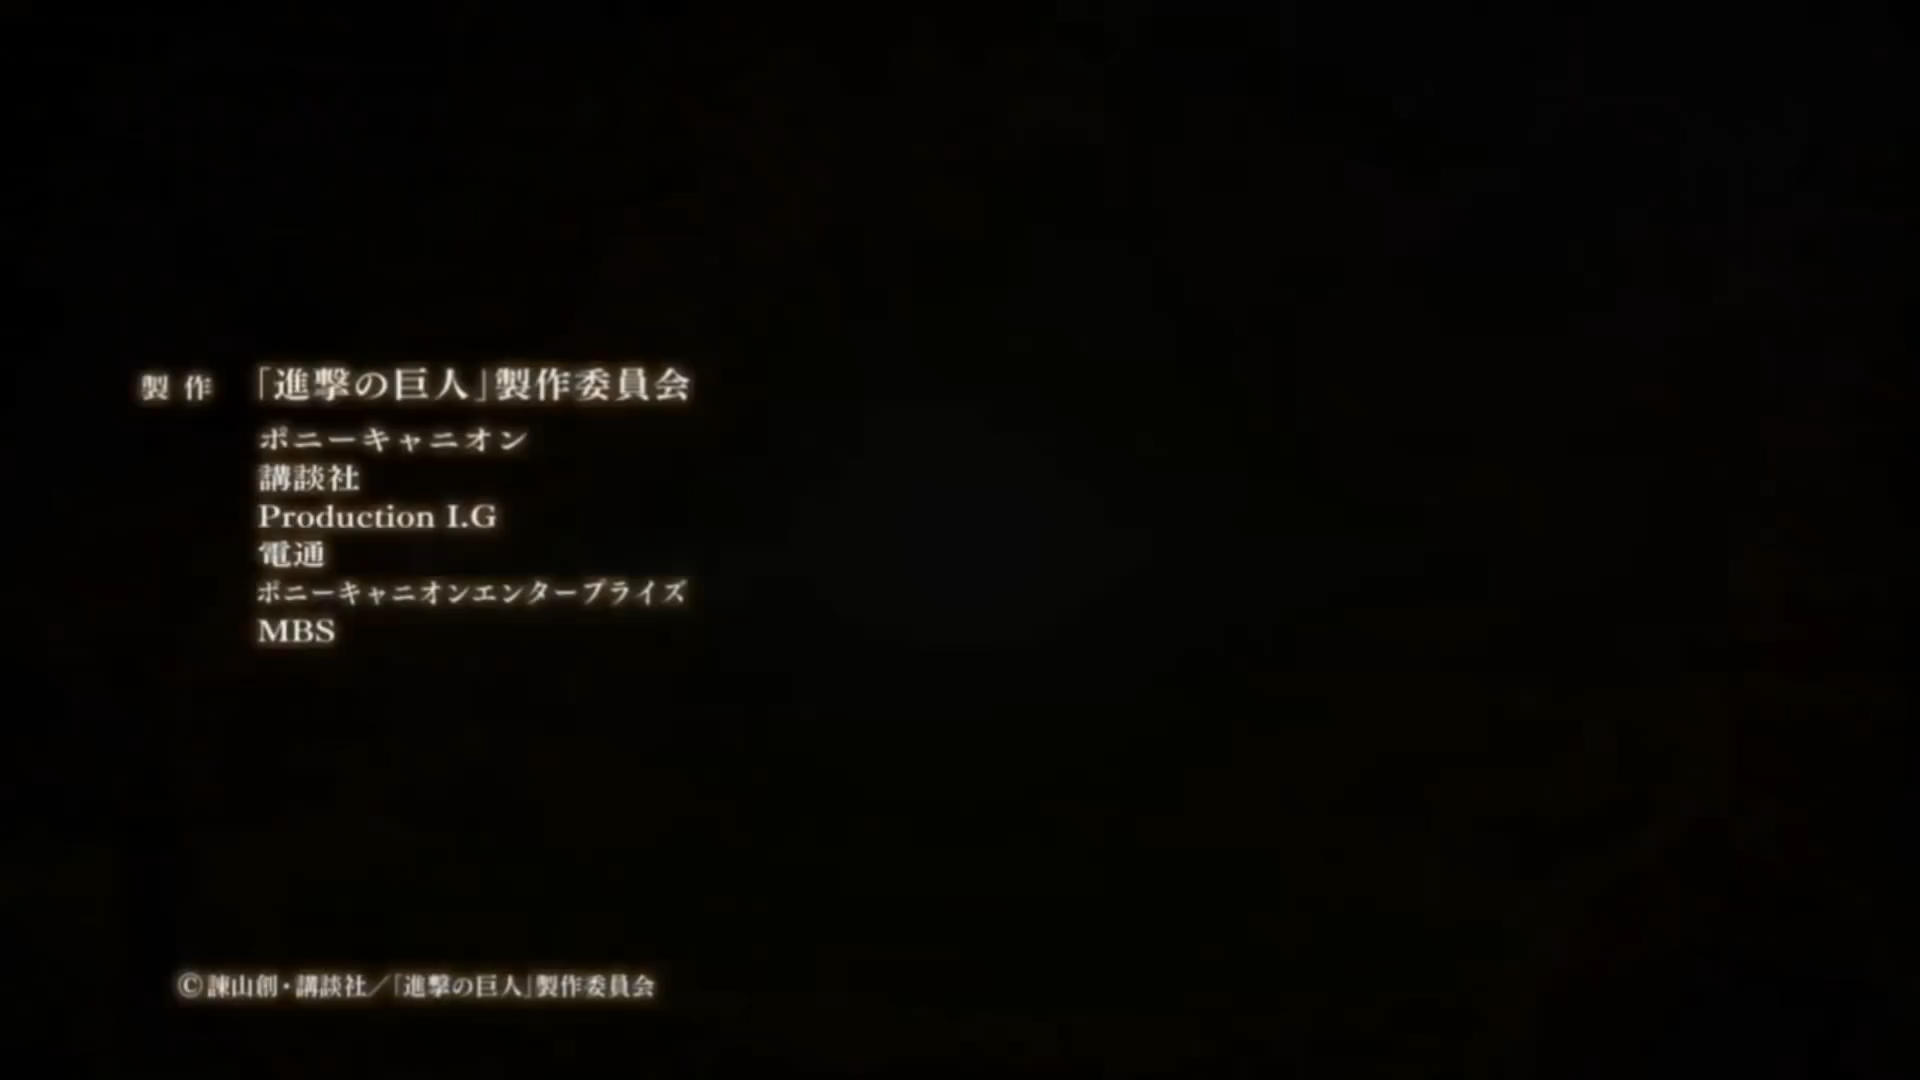 製作 「進撃の巨人」製作委員会
ポニーキャニオン
講談社
Production I.G
電通
ポニーキャニオンエンタープライズ
MBS
©諫山創・講談社／「進撃の巨人」製作委員会